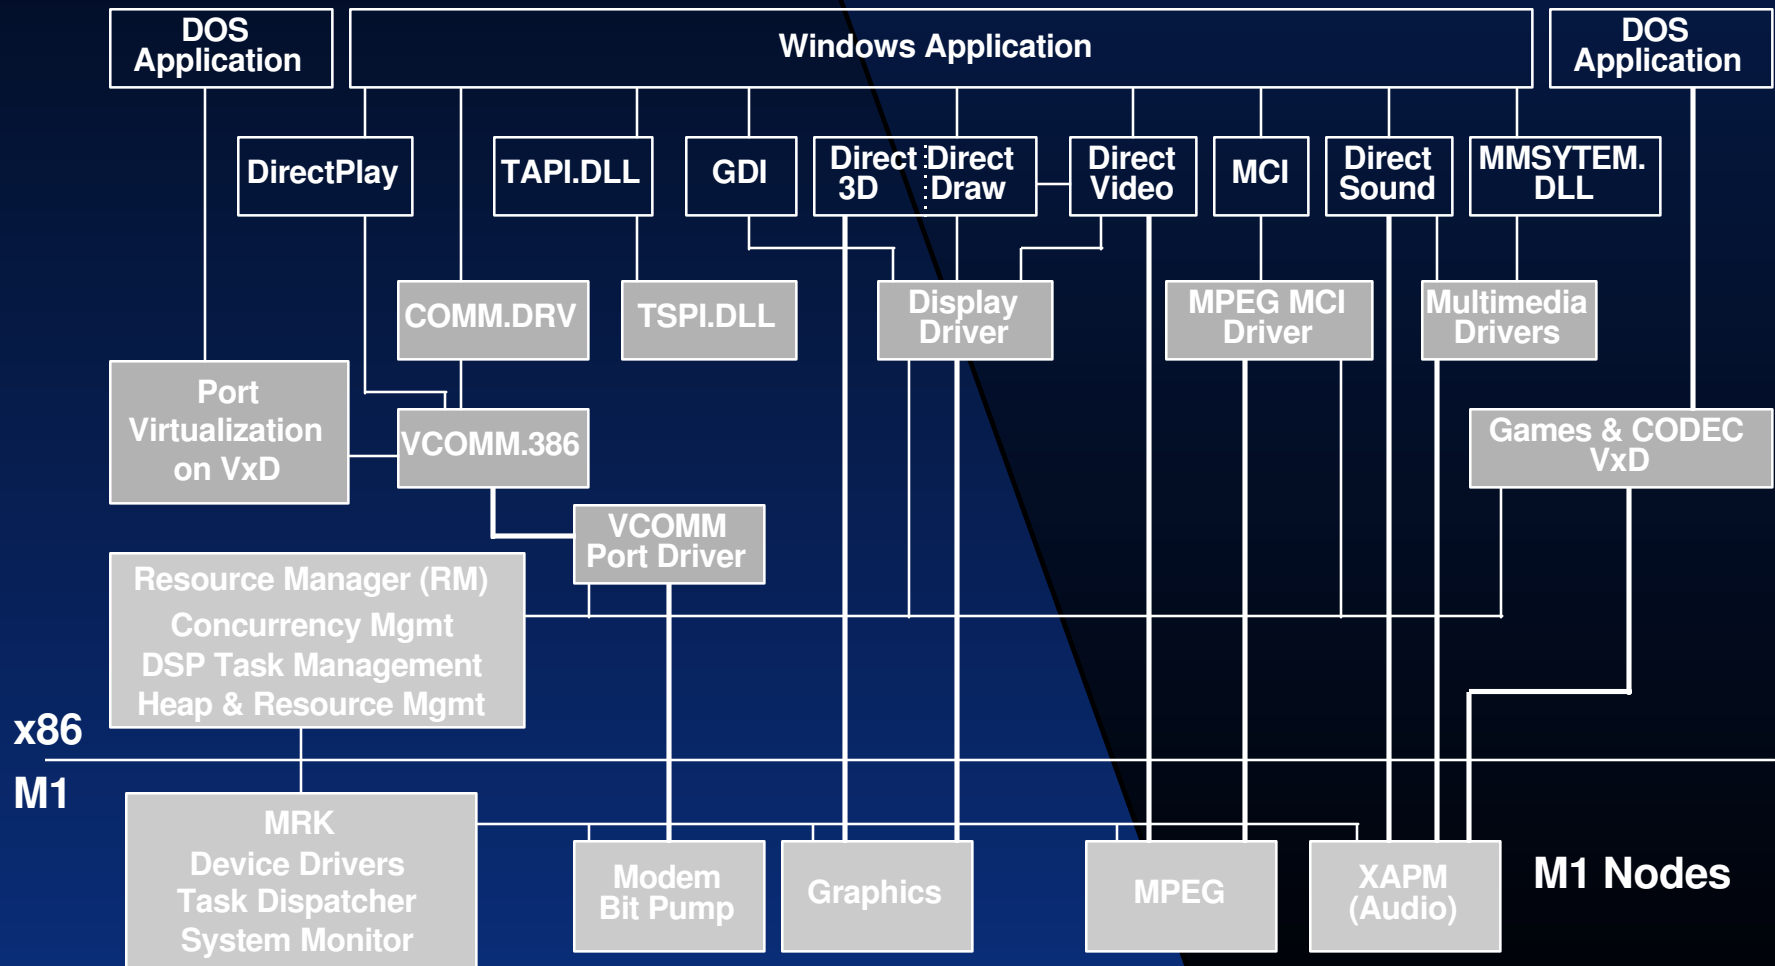 DOS
Application
Windows Application
DOS
Application
DirectPlay
TAPI.DLL
GDI
Direct
3D
Direct
Draw
Direct
Video
MCI
Direct
Sound
MMSYTEM.
DLL
COMM.DRV
TSPI.DLL
Display
Driver
MPEG MCI
Driver
Multimedia
Drivers
Port
Virtualization
on VxD
VCOMM.386
Games & CODEC
VxD
VCOMM
Port Driver
Resource Manager (RM)
Concurrency Mgmt
DSP Task Management
Heap & Resource Mgmt
x86
M1
MRK
Device Drivers
Task Dispatcher
System Monitor
Modem
Bit Pump
Graphics
MPEG
XAPM
(Audio)
M1 Nodes